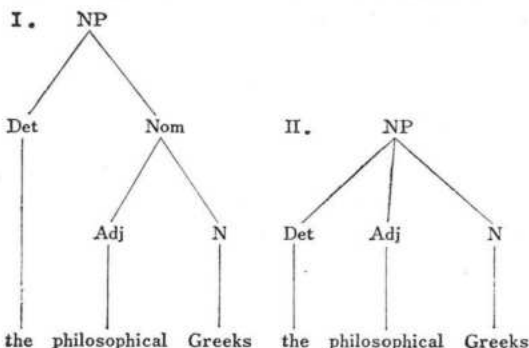 I. NP
Det Nom II. NP
Adj N Det Adj N
the philosophical Greeks the philosophical Greeks